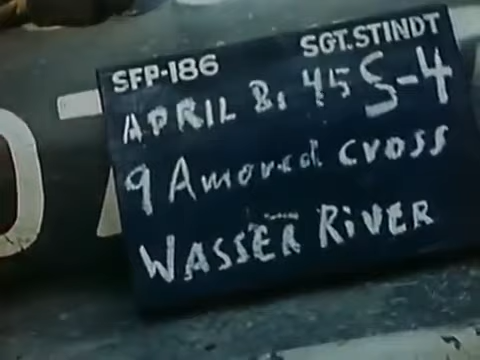 SFP-186 SGT. STINDT
APRIL 8, 45 S-4
9 Amored cross
WASSER RIVER